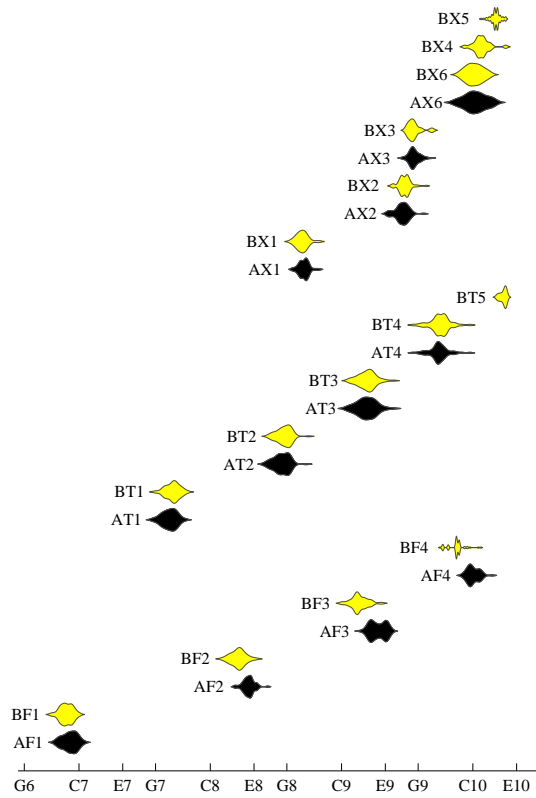 BX5
BX4
BX6
AX6
BX3
AX3
BX2
AX2
BX1
AX1
BT5
BT4
AT4
BT3
AT3
BT2
AT2
BT1
AT1
BF4
AF4
BF3
AF3
BF2
AF2
BF1
AF1
G6 C7 E7 G7 C8 E8 G8 C9 E9 G9 C10 E10